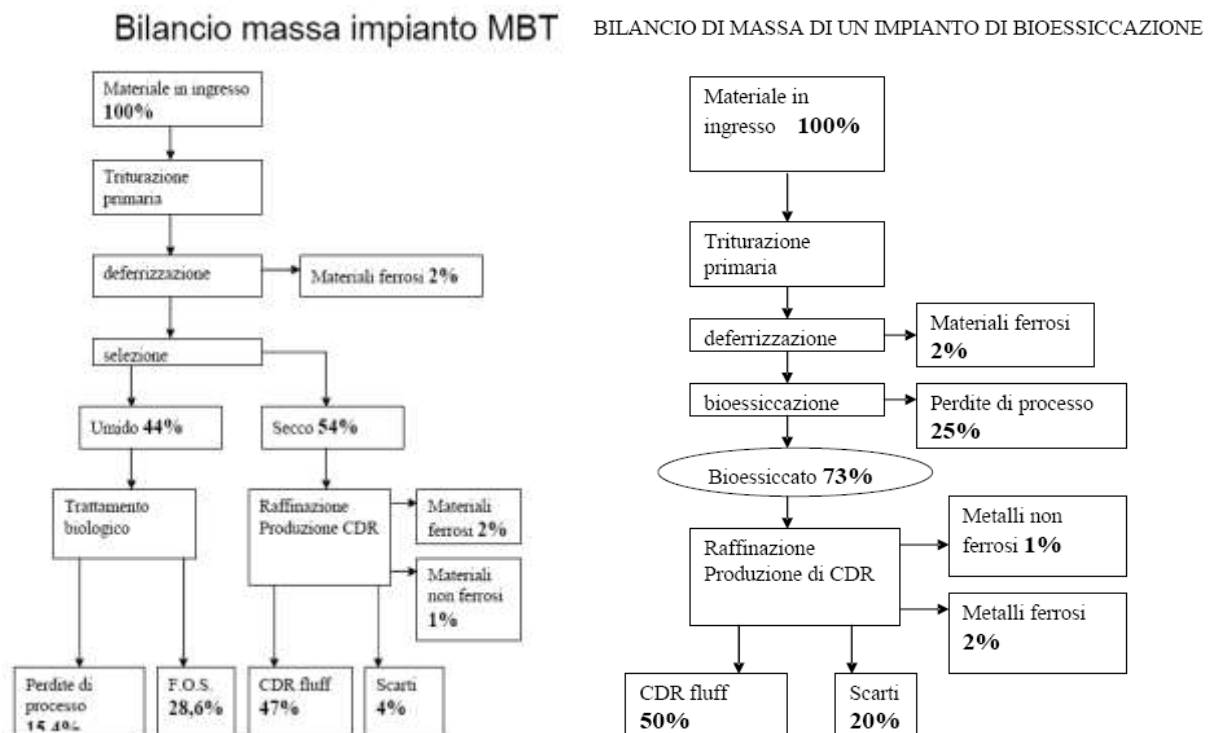 Bilancio massa impianto MBT
Materiale in ingresso
100%
Triturazione
primaria
deferrizzazione
Materiali ferrosi 2%
selezione
Umido 44%
Secco 54%
Trattamento
biologico
Raffinazione
Produzione CDR
Materiali
ferrosi 2%
Materiali
non ferrosi
1%
Perdite di
processo
15,4%
F.O.S.
28,6%
CDR fluff
47%
Scarti
4%
BILANCIO DI MASSA DI UN IMPIANTO DI BIOESSICCAZIONE
Materiale in
ingresso 100%
Triturazione
primaria
deferrizzazione
Materiali ferrosi
2%
bioessiccazione
Perdite di processo
25%
Bioessiccato 73%
Raffinazione
Produzione di CDR
Metalli non
ferrosi 1%
Metalli ferrosi
2%
CDR fluff
50%
Scarti
20%